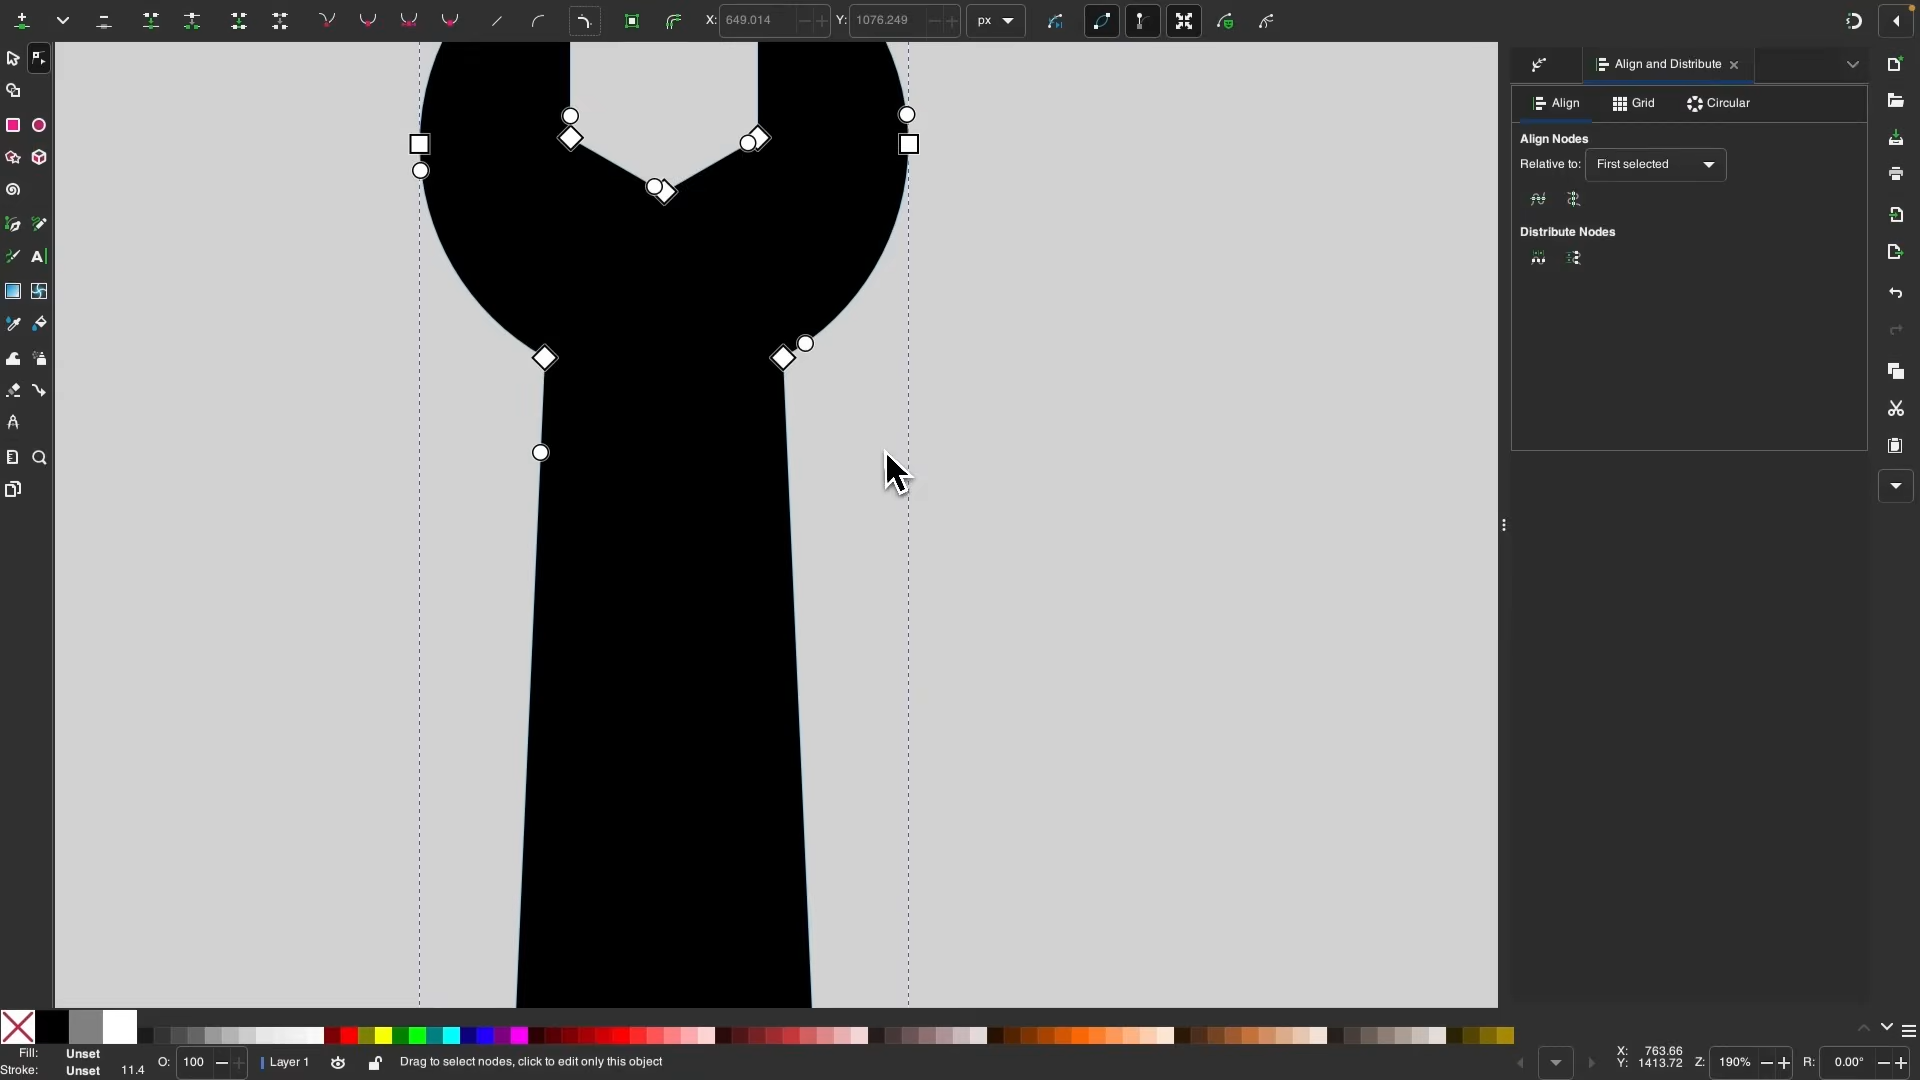 X: 649.014
Y: 1076.249
px
Align and Distribute
Align
Grid
Circular
Align Nodes
Relative to: First selected
Distribute Nodes
Fill: Unset
Stroke: Unset 11.4
O: 100
Layer 1
Drag to select nodes, click to edit only this object
X: 763.66
Y: 1413.72
Z: 190%
R: 0.00°